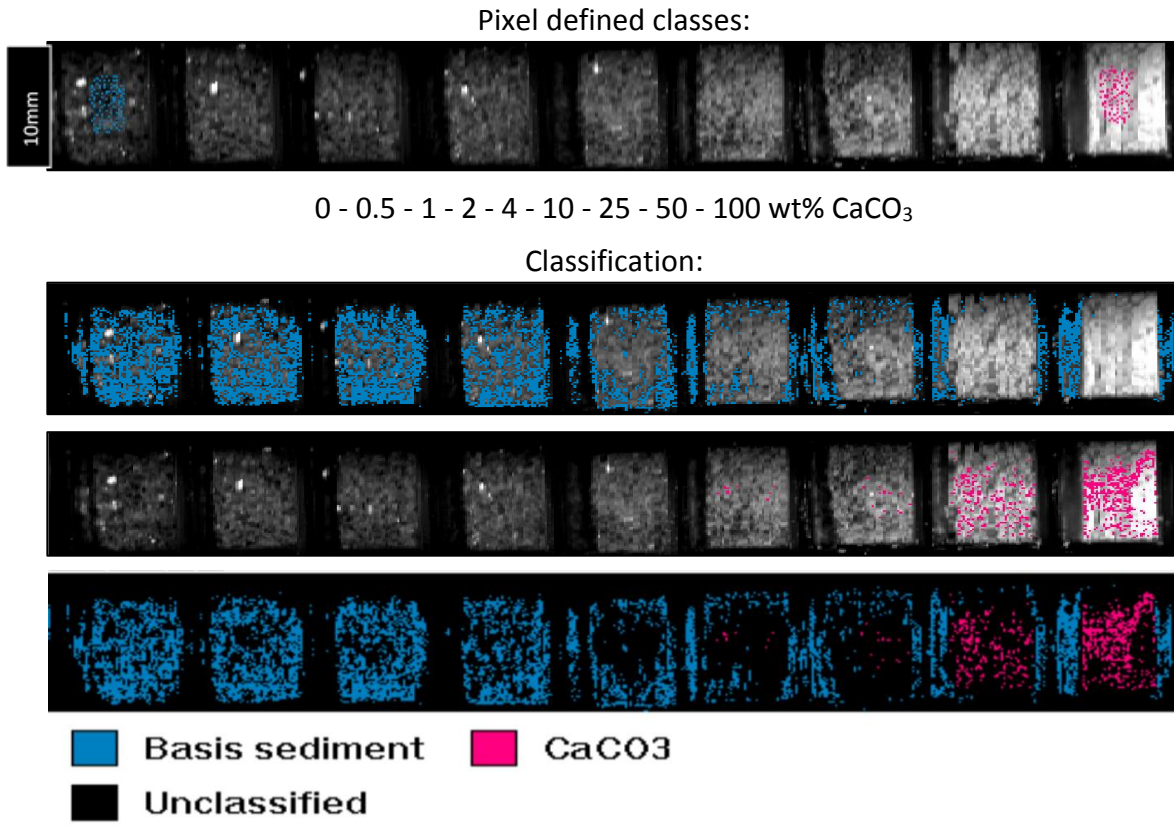 Pixel defined classes:
10mm
0 - 0.5 - 1 - 2 - 4 - 10 - 25 - 50 - 100 wt% CaCO₃
Classification:
Basis sediment
CaCO3
Unclassified